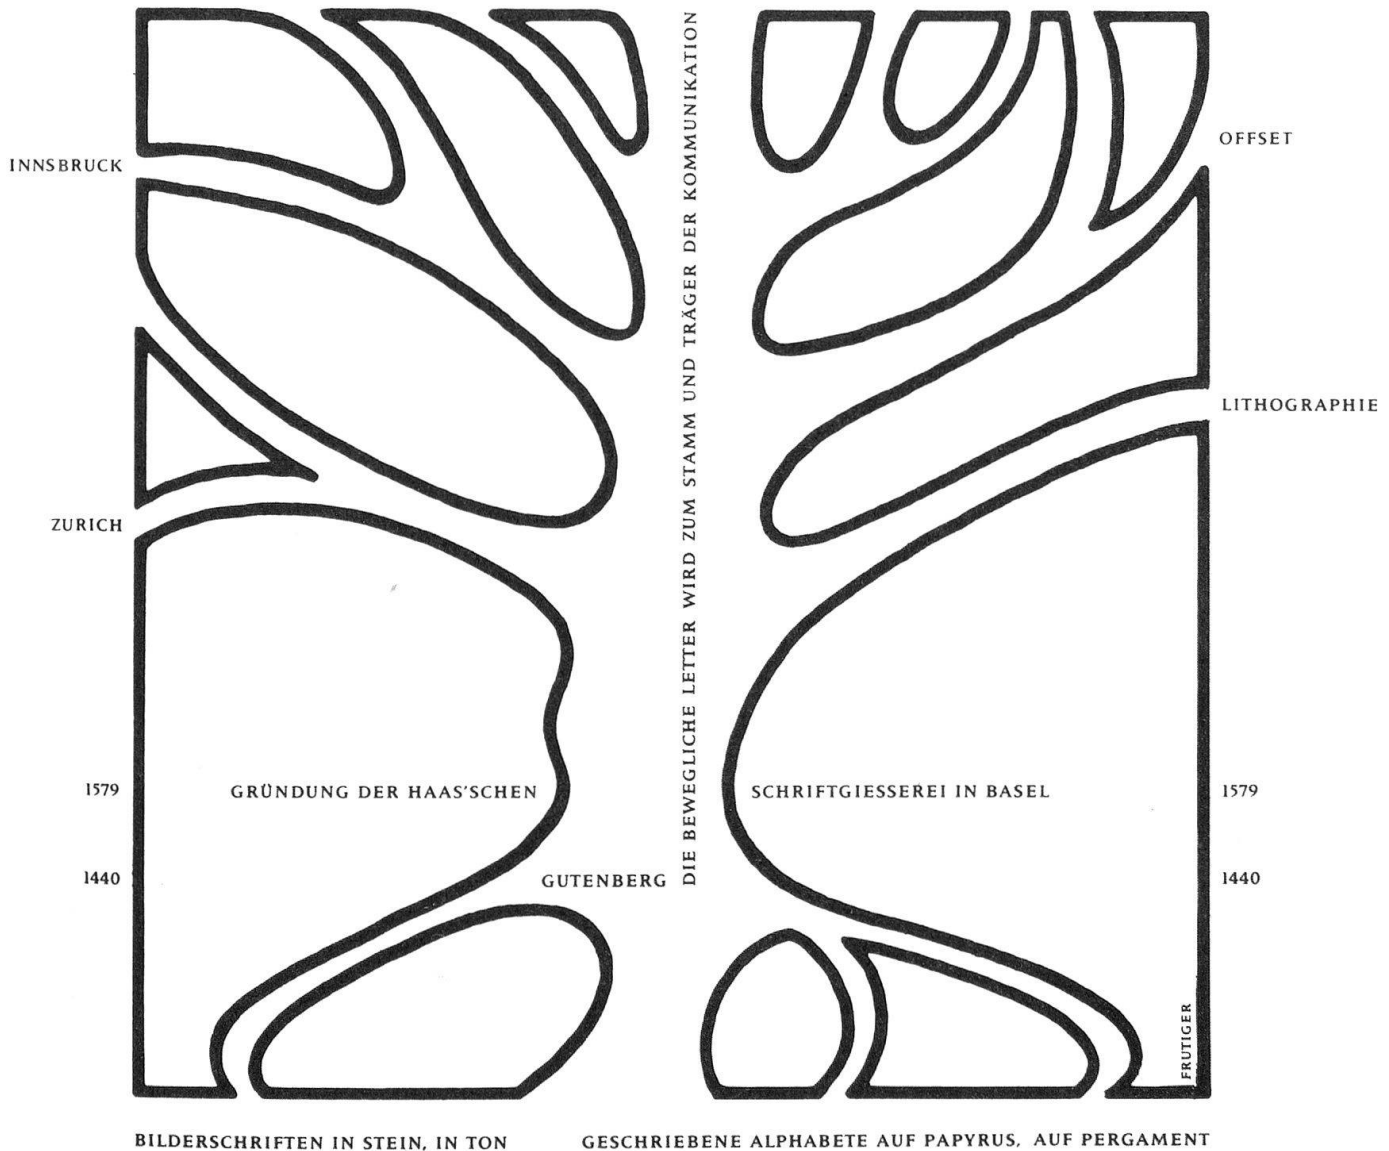 DIE BEWEGLICHE LETTER WIRD ZUM STAMM UND TRÄGER DER KOMMUNIKATION
OFFSET
INNSBRUCK
LITHOGRAPHIE
ZURICH
1579 GRÜNDUNG DER HAAS'SCHEN SCHRIFTGIESSEREI IN BASEL 1579
1440 GUTENBERG 1440
FRUTIGER
BILDERSCHRIFTEN IN STEIN, IN TON GESCHRIEBENE ALPHABETE AUF PAPYRUS, AUF PERGAMENT